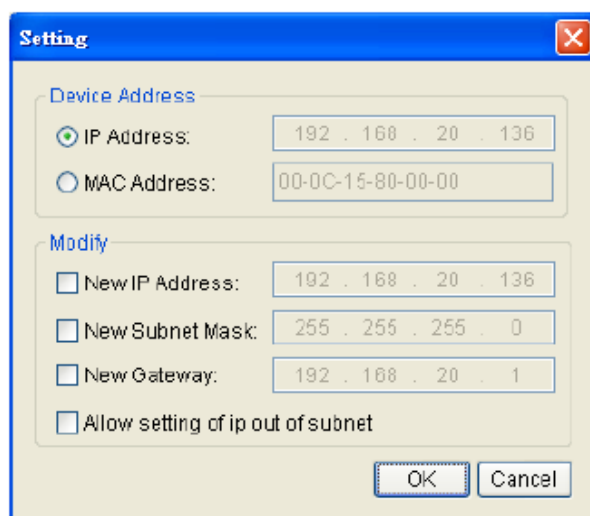 Setting
Device Address
IP Address: 192 . 168 . 20 . 136
MAC Address: 00-0C-15-80-00-00
Modify
New IP Address: 192 . 168 . 20 . 136
New Subnet Mask: 255 . 255 . 255 . 0
New Gateway: 192 . 168 . 20 . 1
Allow setting of ip out of subnet
OK Cancel